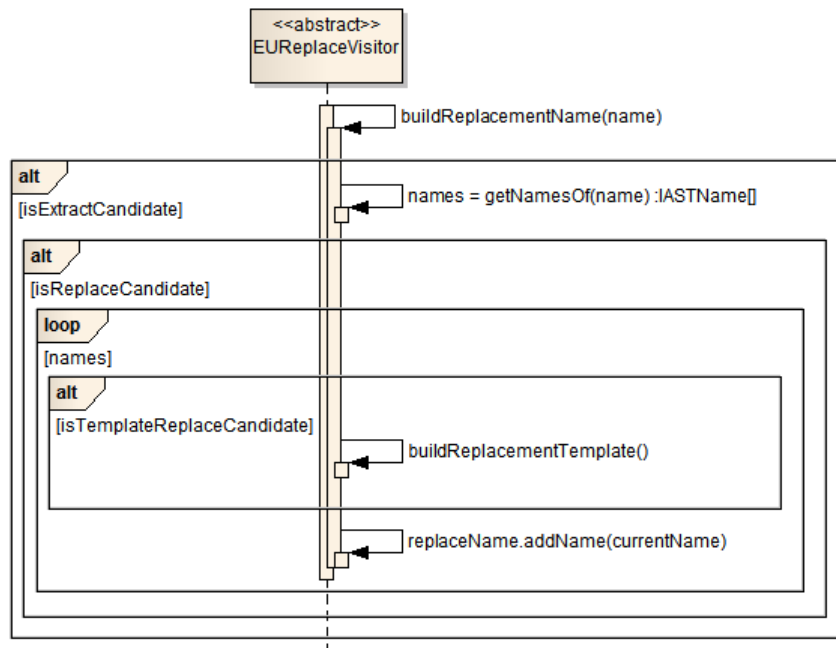 <<abstract>>
EUReplaceVisitor
buildReplacementName(name)
alt
[isExtractCandidate]
names = getNamesOf(name) :IASTName[]
alt
[isReplaceCandidate]
loop
[names]
alt
[isTemplateReplaceCandidate]
buildReplacementTemplate()
replaceName.addName(currentName)